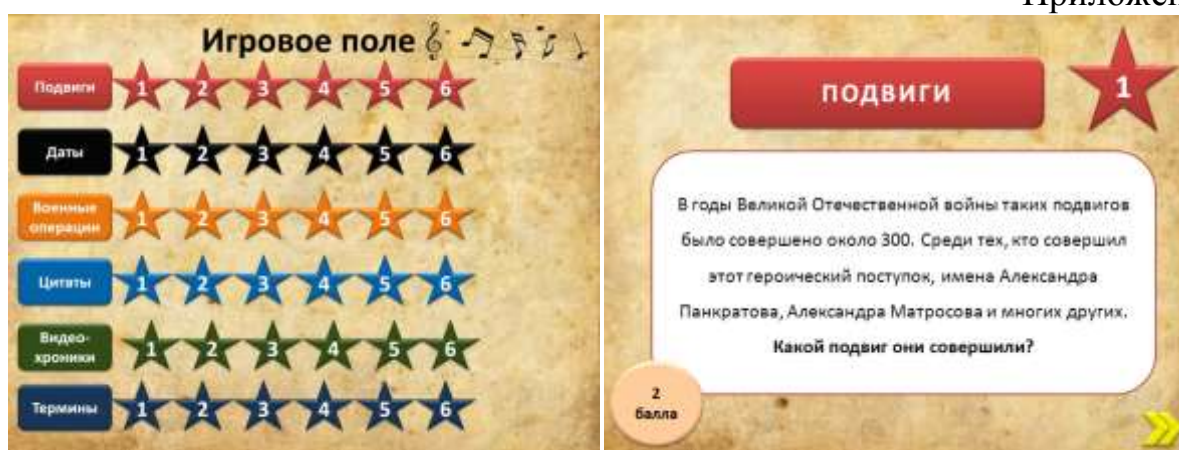 Приложен
Игровое поле
Подвиги 1 2 3 4 5 6
Даты 1 2 3 4 5 6
Военные
операции 1 2 3 4 5 6
Цитаты 1 2 3 4 5 6
Видео-
хроники 1 2 3 4 5 6
Термины 1 2 3 4 5 6
ПОДВИГИ 1
В годы Великой Отечественной войны таких подвигов
было совершено около 300. Среди тех, кто совершил
этот героический поступок, имена Александра
Панкратова, Александра Матросова и многих других.
Какой подвиг они совершили?
2
балла